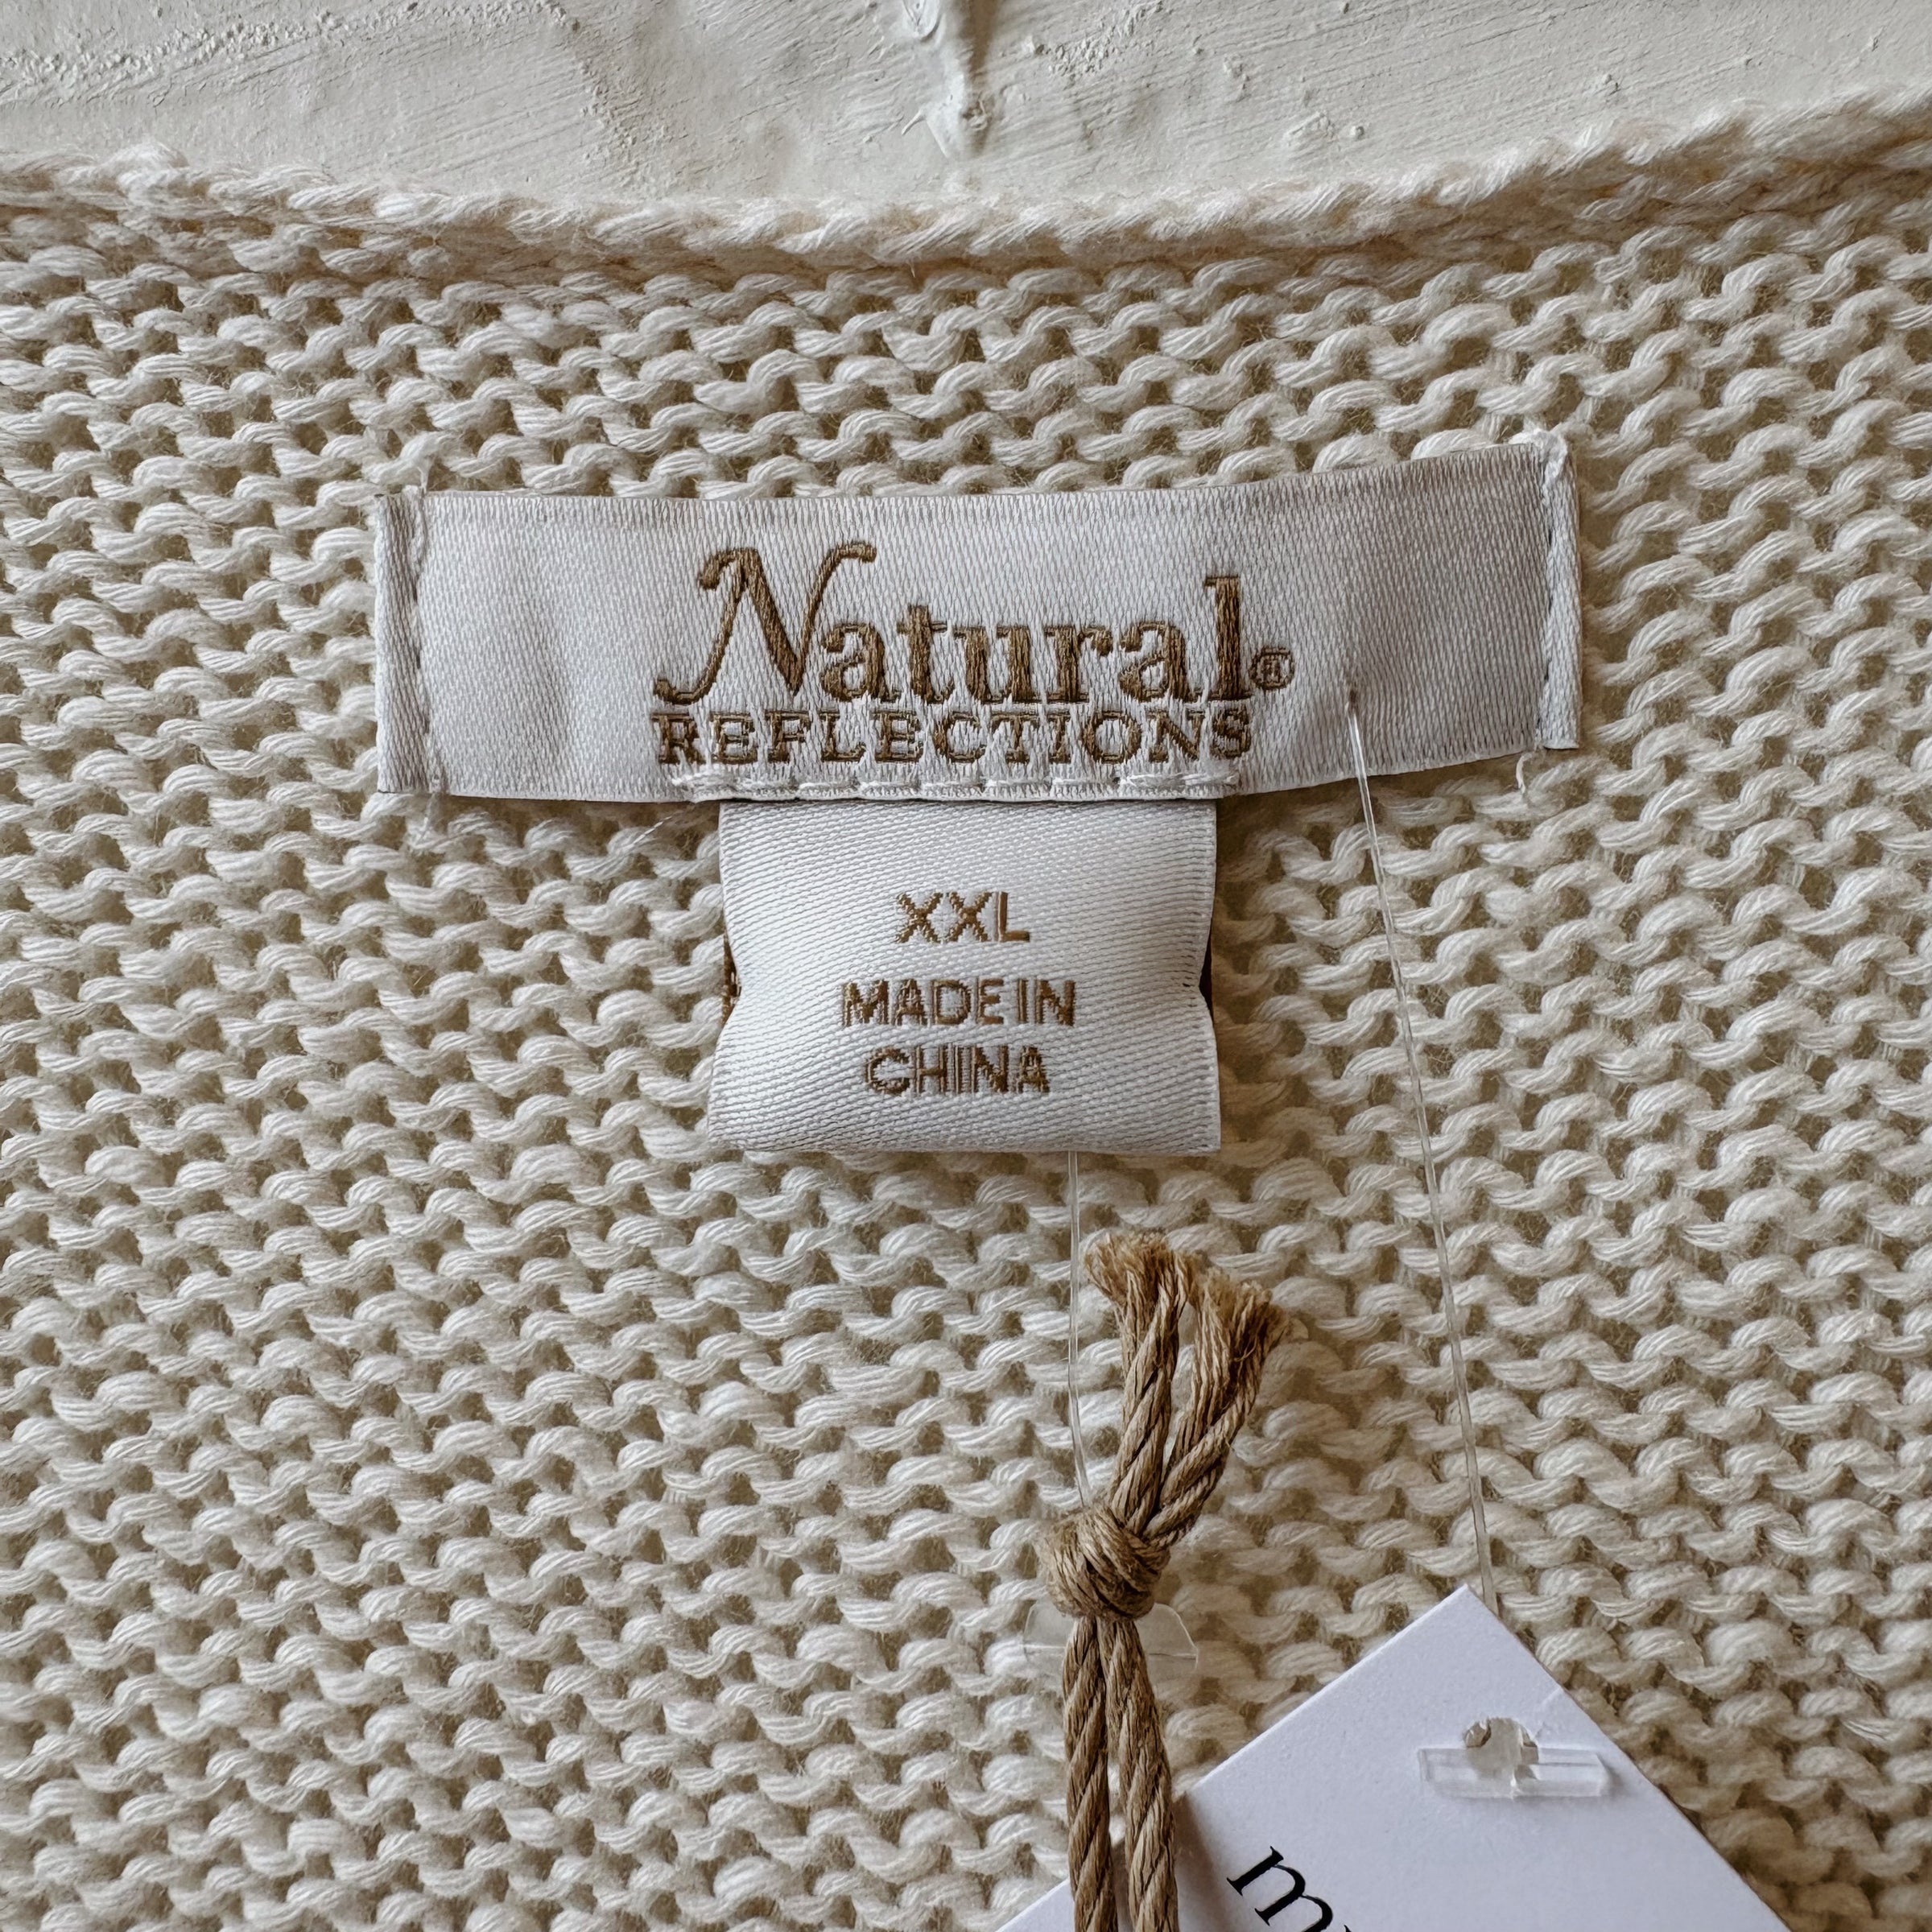 Natural®
REFLECTIONS
XXL
MADE IN
CHINA